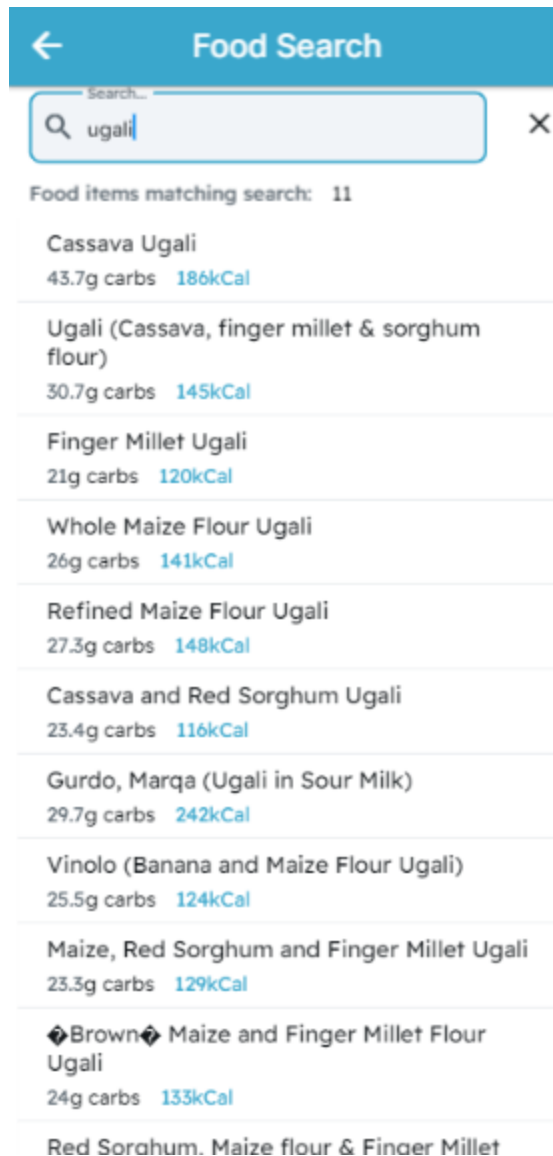 Food Search
Search...
ugali
Food items matching search: 11
Cassava Ugali
43.7g carbs 186kCal
Ugali (Cassava, finger millet & sorghum
flour)
30.7g carbs 145kCal
Finger Millet Ugali
21g carbs 120kCal
Whole Maize Flour Ugali
26g carbs 141kCal
Refined Maize Flour Ugali
27.3g carbs 148kCal
Cassava and Red Sorghum Ugali
23.4g carbs 116kCal
Gurdo, Marqa (Ugali in Sour Milk)
29.7g carbs 242kCal
Vinolo (Banana and Maize Flour Ugali)
25.5g carbs 124kCal
Maize, Red Sorghum and Finger Millet Ugali
23.3g carbs 129kCal
�Brown� Maize and Finger Millet Flour
Ugali
24g carbs 133kCal
Red Sorghum, Maize flour & Finger Millet